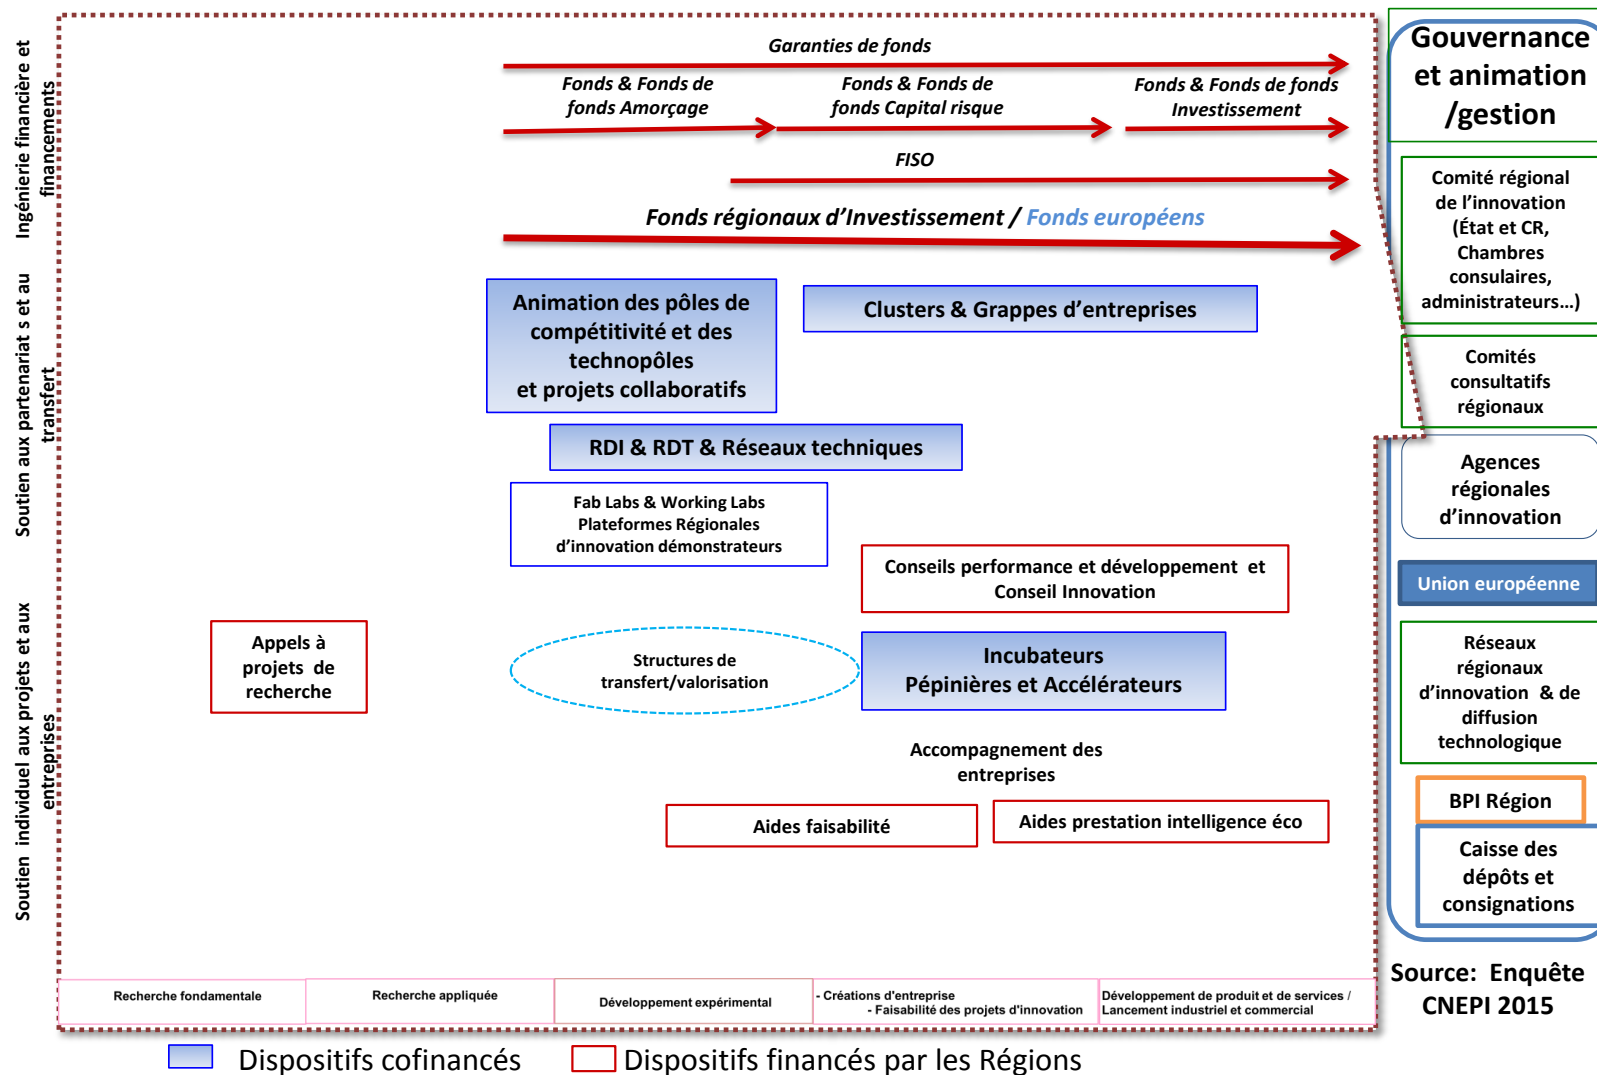 Ingénierie financière et
financements
Soutien aux partenariat s et au
transfert
Soutien individuel aux projets et aux
entreprises
Garanties de fonds
Fonds & Fonds de
fonds Amorçage
Fonds & Fonds de
fonds Capital risque
Fonds & Fonds de fonds
Investissement
FISO
Fonds régionaux d’Investissement / Fonds européens
Animation des pôles de
compétitivité et des
technopôles
et projets collaboratifs
Clusters & Grappes d’entreprises
RDI & RDT & Réseaux techniques
Fab Labs & Working Labs
Plateformes Régionales
d’innovation démonstrateurs
Conseils performance et développement et
Conseil Innovation
Appels à
projets de
recherche
Structures de
transfert/valorisation
Incubateurs
Pépinières et Accélérateurs
Accompagnement des
entreprises
Aides faisabilité
Aides prestation intelligence éco
Recherche fondamentale
Recherche appliquée
Développement expérimental
- Créations d'entreprise
- Faisabilité des projets d'innovation
Développement de produit et de services /
Lancement industriel et commercial
Gouvernance
et animation
/gestion
Comité régional
de l’innovation
(État et CR,
Chambres
consulaires,
administrateurs…)
Comités
consultatifs
régionaux
Agences
régionales
d’innovation
Union européenne
Réseaux
régionaux
d’innovation & de
diffusion
technologique
BPI Région
Caisse des
dépôts et
consignations
Source: Enquête
CNEPI 2015
Dispositifs cofinancés
Dispositifs financés par les Régions